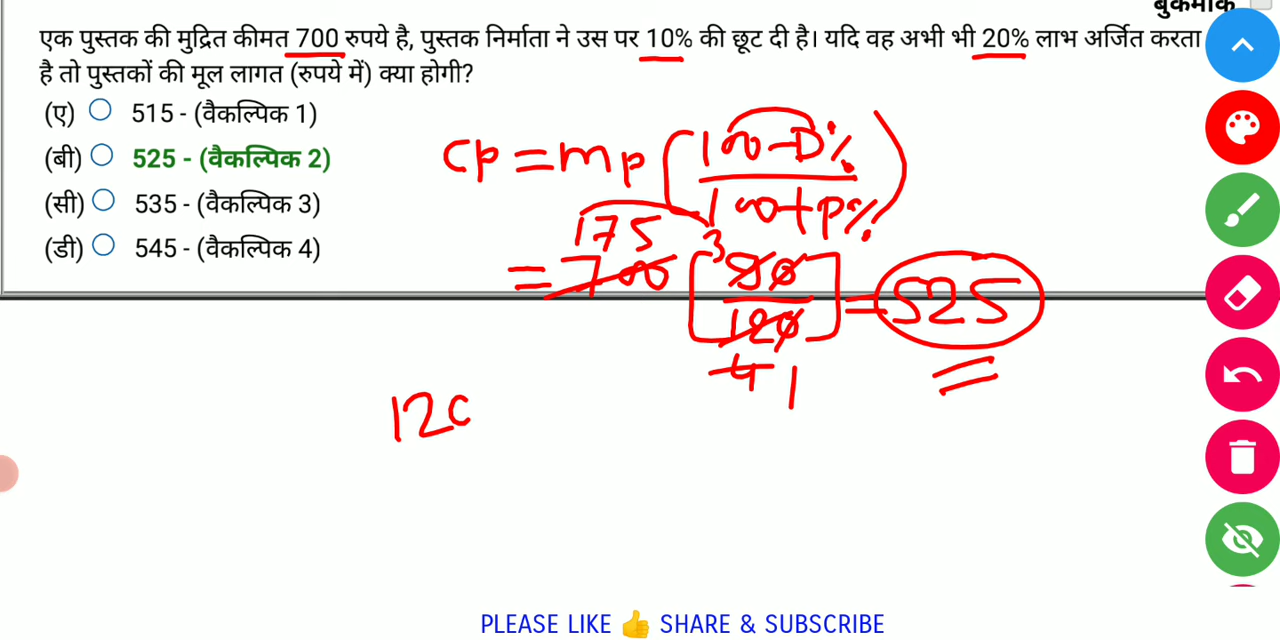 बुकमार्क
एक पुस्तक की मुद्रित कीमत 700 रुपये है, पुस्तक निर्माता ने उस पर 10% की छूट दी है। यदि वह अभी भी 20% लाभ अर्जित करता
है तो पुस्तकों की मूल लागत (रुपये में) क्या होगी?
(ए) 515 - (वैकल्पिक 1)
(बी) 525 - (वैकल्पिक 2)
(सी) 535 - (वैकल्पिक 3)
(डी) 545 - (वैकल्पिक 4)
CP = MP (100-D% / 100+P%)
175 3
= 700 [90 / 120] = 525
4 1
120
PLEASE LIKE 👍 SHARE & SUBSCRIBE